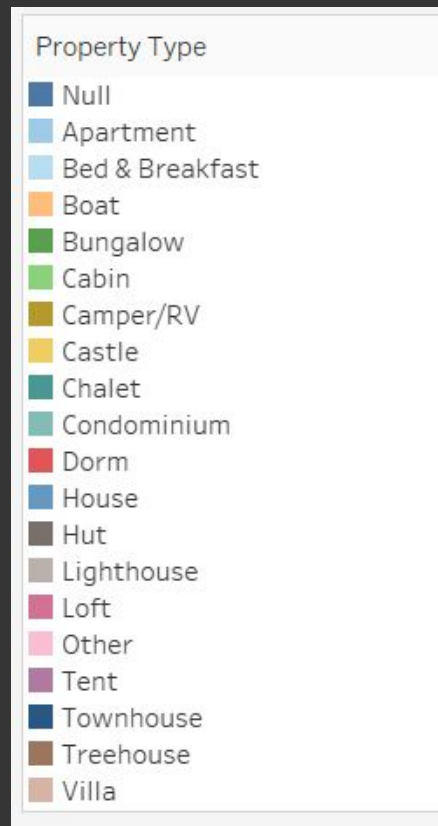 Property Type
Null
Apartment
Bed & Breakfast
Boat
Bungalow
Cabin
Camper/RV
Castle
Chalet
Condominium
Dorm
House
Hut
Lighthouse
Loft
Other
Tent
Townhouse
Treehouse
Villa